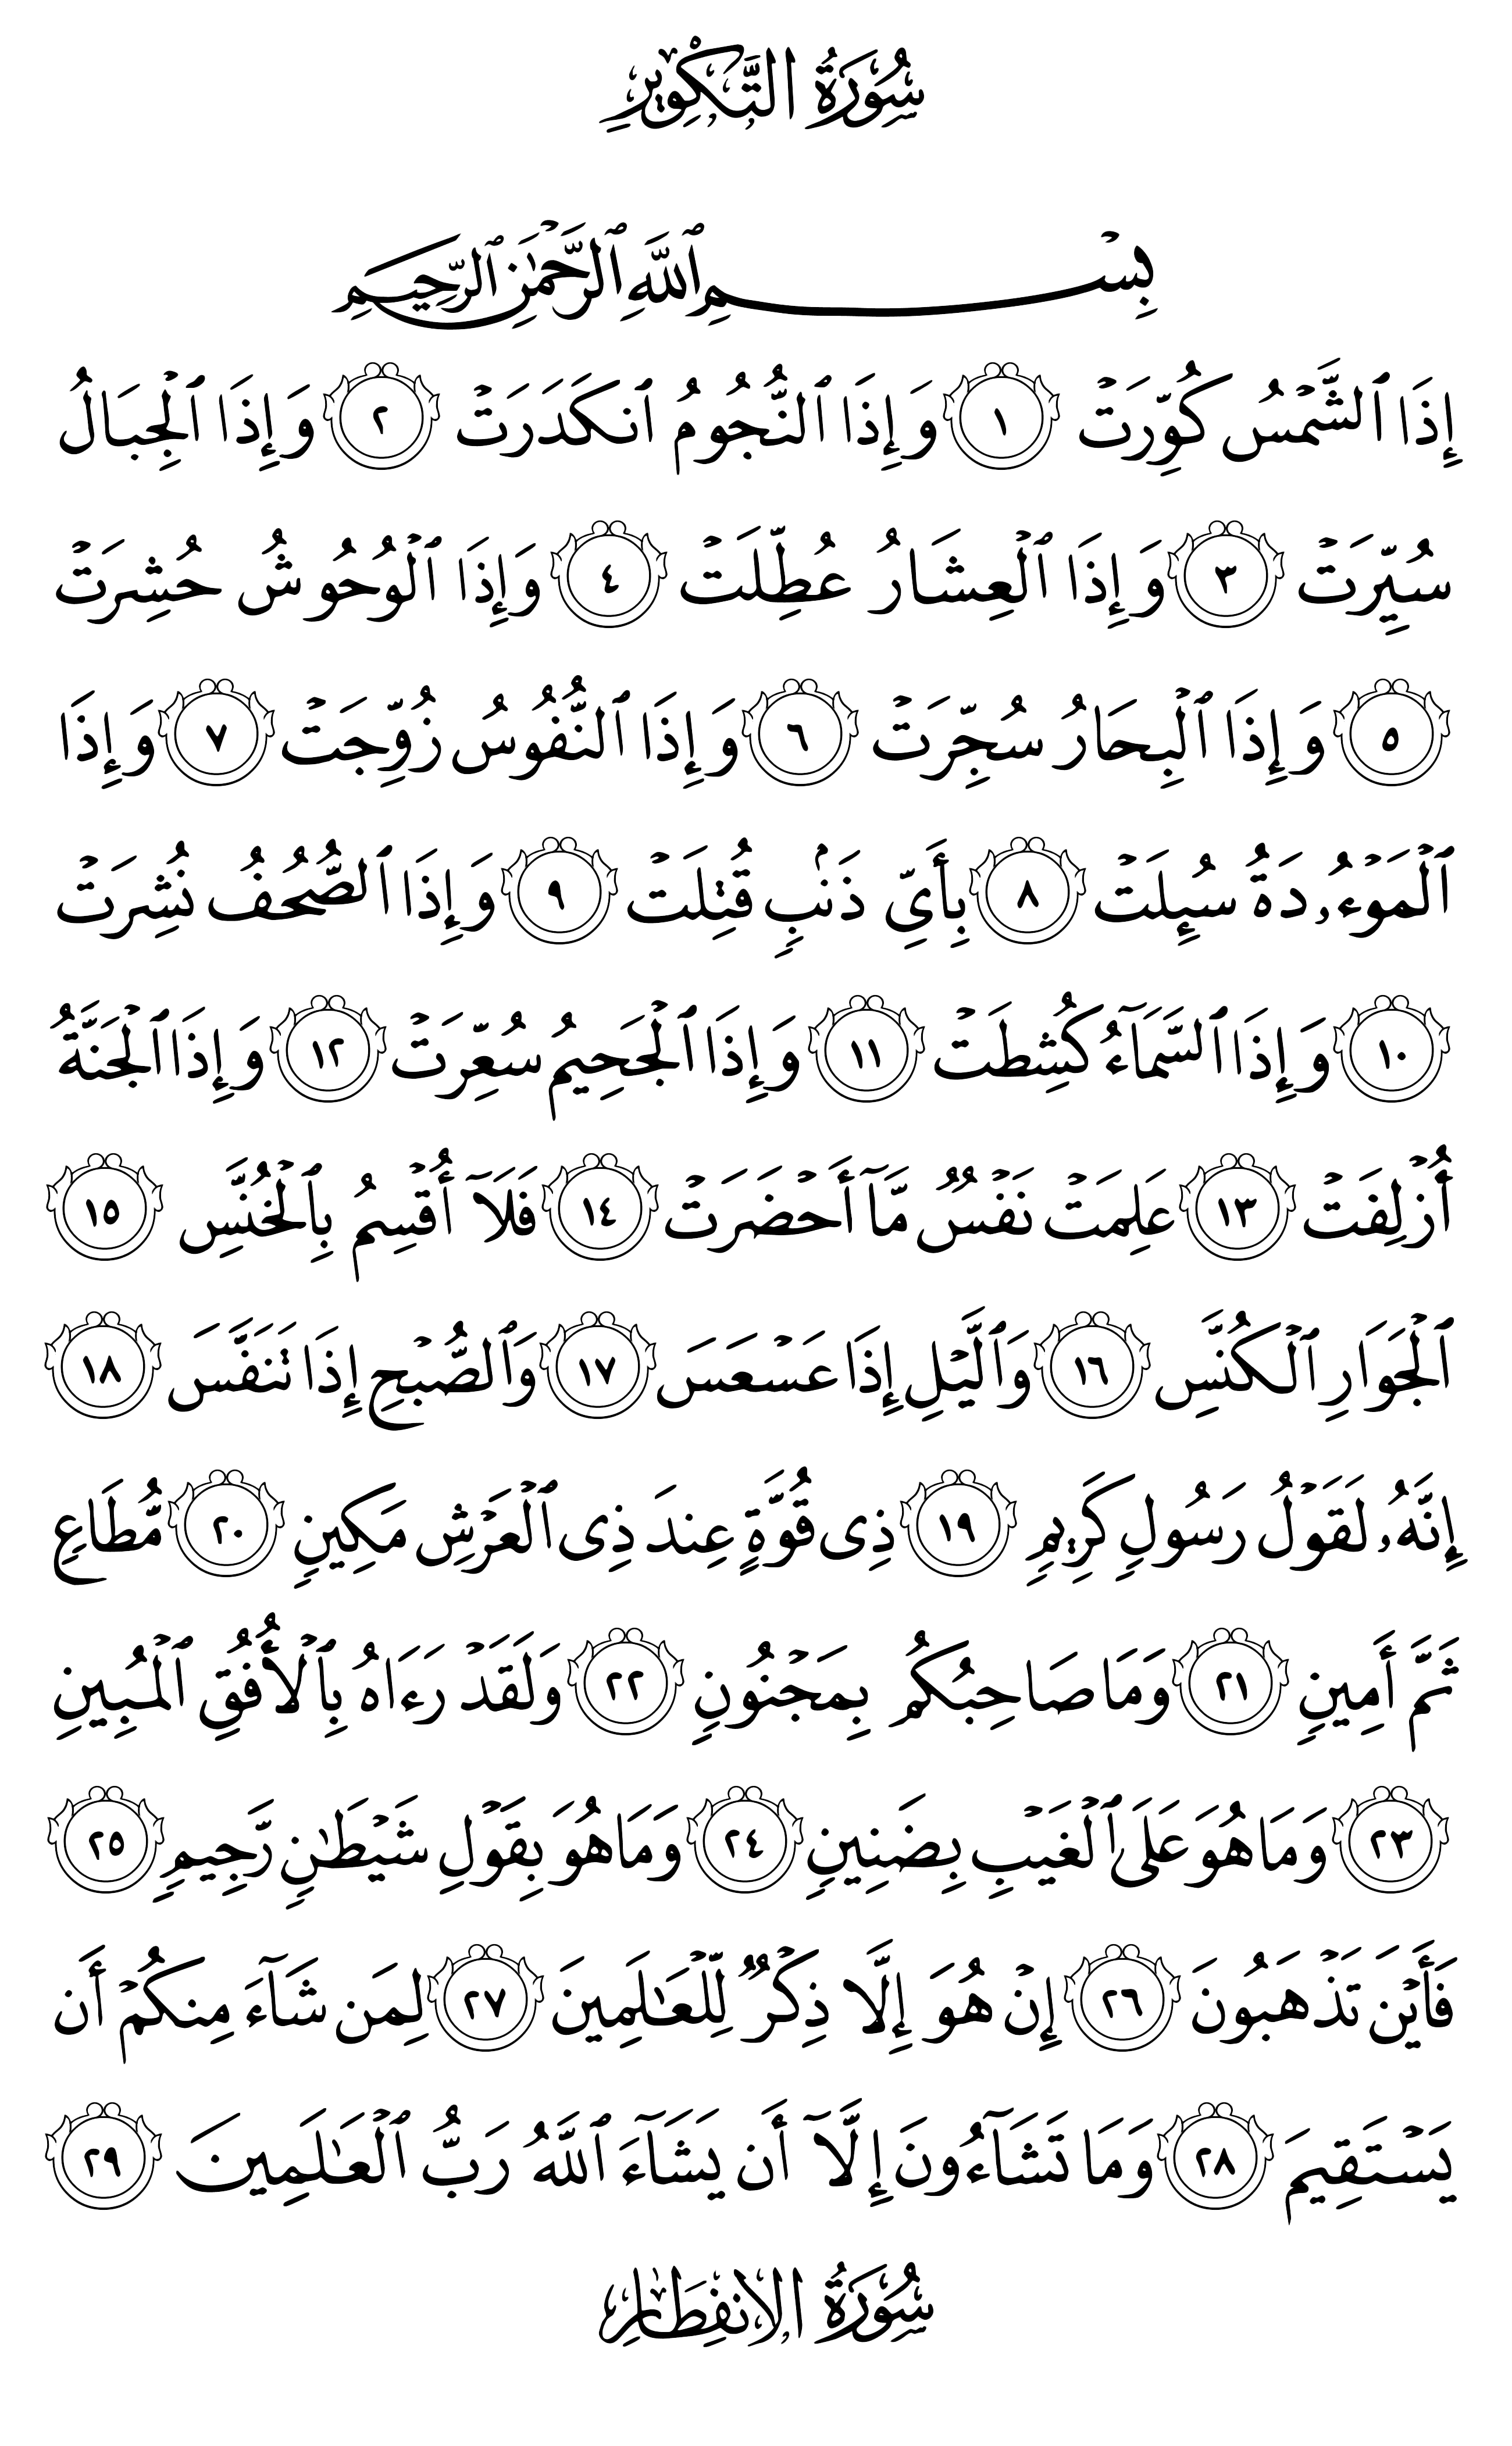 سُورَةُ التَّكْوِيرِ
بِسْمِ ٱللَّهِ ٱلرَّحْمَٰنِ ٱلرَّحِيمِ
إِذَا ٱلشَّمْسُ كُوِّرَتْ ١ وَإِذَا ٱلنُّجُومُ ٱنكَدَرَتْ ٢ وَإِذَا ٱلْجِبَالُ
سُيِّرَتْ ٣ وَإِذَا ٱلْعِشَارُ عُطِّلَتْ ٤ وَإِذَا ٱلْوُحُوشُ حُشِرَتْ
٥ وَإِذَا ٱلْبِحَارُ سُجِّرَتْ ٦ وَإِذَا ٱلنُّفُوسُ زُوِّجَتْ ٧ وَإِذَا
ٱلْمَوْءُۥدَةُ سُئِلَتْ ٨ بِأَىِّ ذَنۢبٍ قُتِلَتْ ٩ وَإِذَا ٱلصُّحُفُ نُشِرَتْ
١٠ وَإِذَا ٱلسَّمَآءُ كُشِطَتْ ١١ وَإِذَا ٱلْجَحِيمُ سُعِّرَتْ ١٢ وَإِذَا ٱلْجَنَّةُ
أُزْلِفَتْ ١٣ عَلِمَتْ نَفْسٌ مَّآ أَحْضَرَتْ ١٤ فَلَآ أُقْسِمُ بِٱلْخُنَّسِ ١٥
ٱلْجَوَارِ ٱلْكُنَّسِ ١٦ وَٱلَّيْلِ إِذَا عَسْعَسَ ١٧ وَٱلصُّبْحِ إِذَا تَنَفَّسَ ١٨
إِنَّهُۥ لَقَوْلُ رَسُولٍ كَرِيمٍ ١٩ ذِى قُوَّةٍ عِندَ ذِى ٱلْعَرْشِ مَكِينٍ ٢٠ مُّطَاعٍ
ثَمَّ أَمِينٍ ٢١ وَمَا صَاحِبُكُم بِمَجْنُونٍ ٢٢ وَلَقَدْ رَءَاهُ بِٱلْأُفُقِ ٱلْمُبِينِ
٢٣ وَمَا هُوَ عَلَى ٱلْغَيْبِ بِضَنِينٍ ٢٤ وَمَا هُوَ بِقَوْلِ شَيْطَٰنٍ رَّجِيمٍ ٢٥
فَأَيْنَ تَذْهَبُونَ ٢٦ إِنْ هُوَ إِلَّا ذِكْرٌ لِّلْعَٰلَمِينَ ٢٧ لِمَن شَآءَ مِنكُمْ أَن
يَسْتَقِيمَ ٢٨ وَمَا تَشَآءُونَ إِلَّآ أَن يَشَآءَ ٱللَّهُ رَبُّ ٱلْعَٰلَمِينَ ٢٩
سُورَةُ الِانفِطَارِ